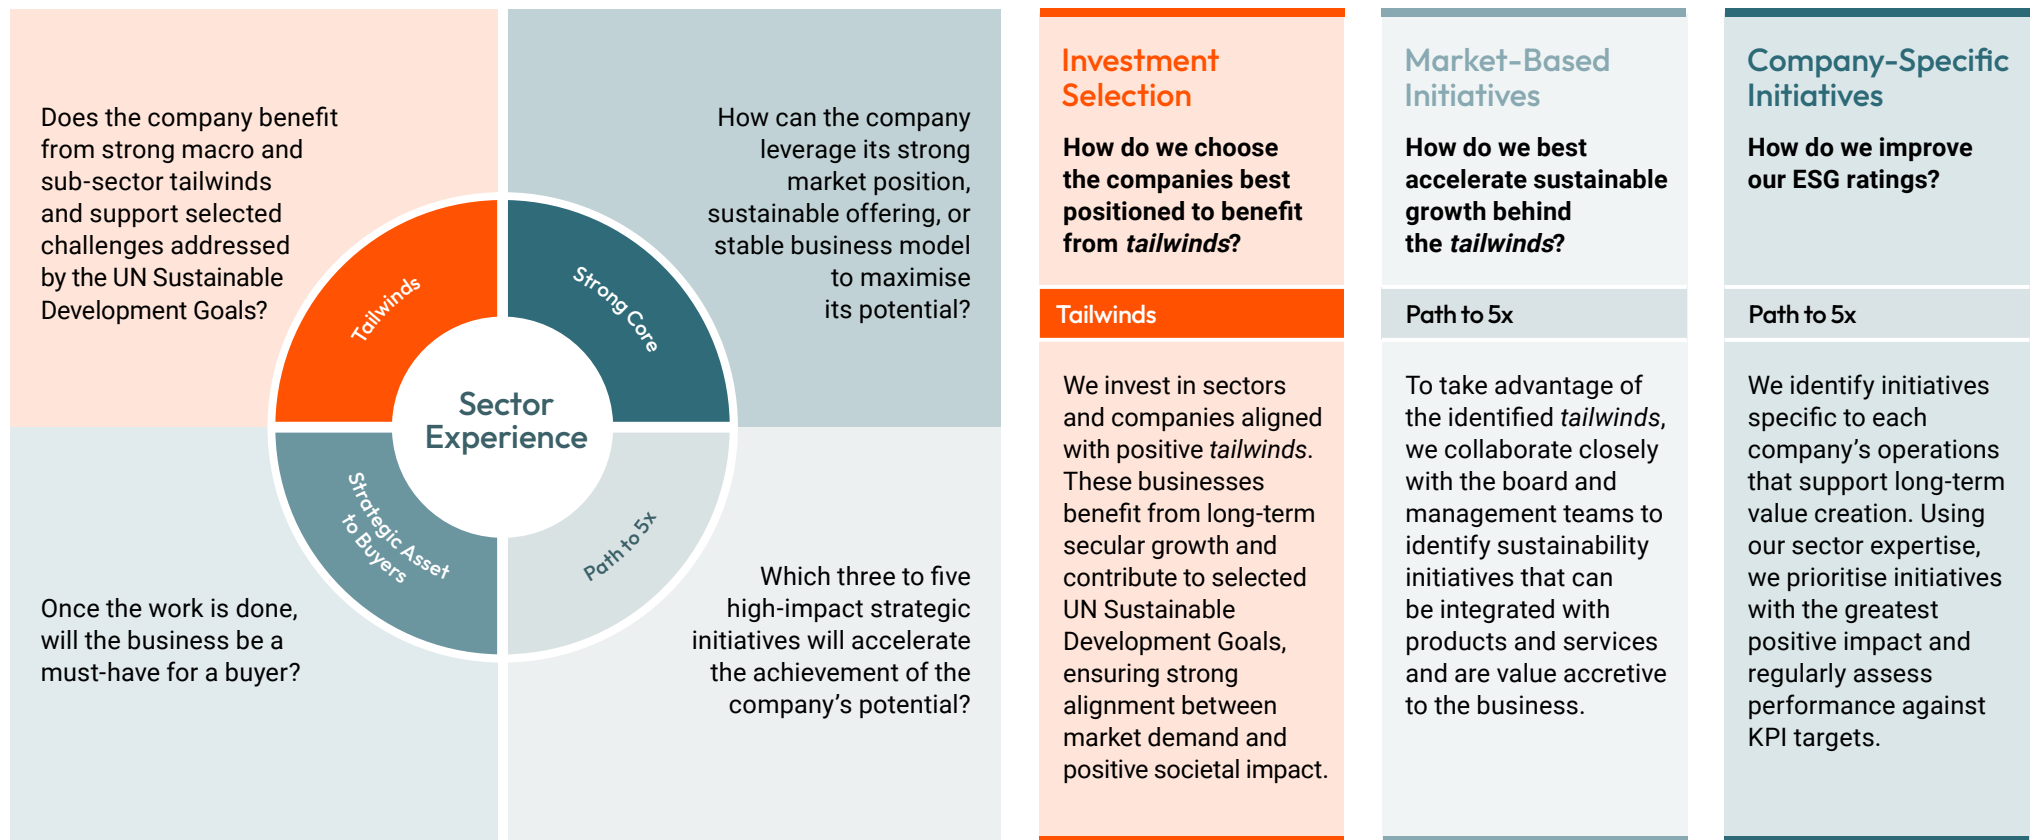 Does the company benefit
from strong macro and
sub-sector tailwinds
and support selected
challenges addressed
by the UN Sustainable
Development Goals?
How can the company
leverage its strong
market position,
sustainable offering, or
stable business model
to maximise
its potential?
Tailwinds
Strong Core
Sector
Experience
Strategic Asset
to Buyers
Path to 5x
Once the work is done,
will the business be a
must-have for a buyer?
Which three to five
high-impact strategic
initiatives will accelerate
the achievement of the
company’s potential?
Investment
Selection
How do we choose
the companies best
positioned to benefit
from tailwinds?
Tailwinds
We invest in sectors
and companies aligned
with positive tailwinds.
These businesses
benefit from long-term
secular growth and
contribute to selected
UN Sustainable
Development Goals,
ensuring strong
alignment between
market demand and
positive societal impact.
Market-Based
Initiatives
How do we best
accelerate sustainable
growth behind
the tailwinds?
Path to 5x
To take advantage of
the identified tailwinds,
we collaborate closely
with the board and
management teams to
identify sustainability
initiatives that can
be integrated with
products and services
and are value accretive
to the business.
Company-Specific
Initiatives
How do we improve
our ESG ratings?
Path to 5x
We identify initiatives
specific to each
company’s operations
that support long-term
value creation. Using
our sector expertise,
we prioritise initiatives
with the greatest
positive impact and
regularly assess
performance against
KPI targets.